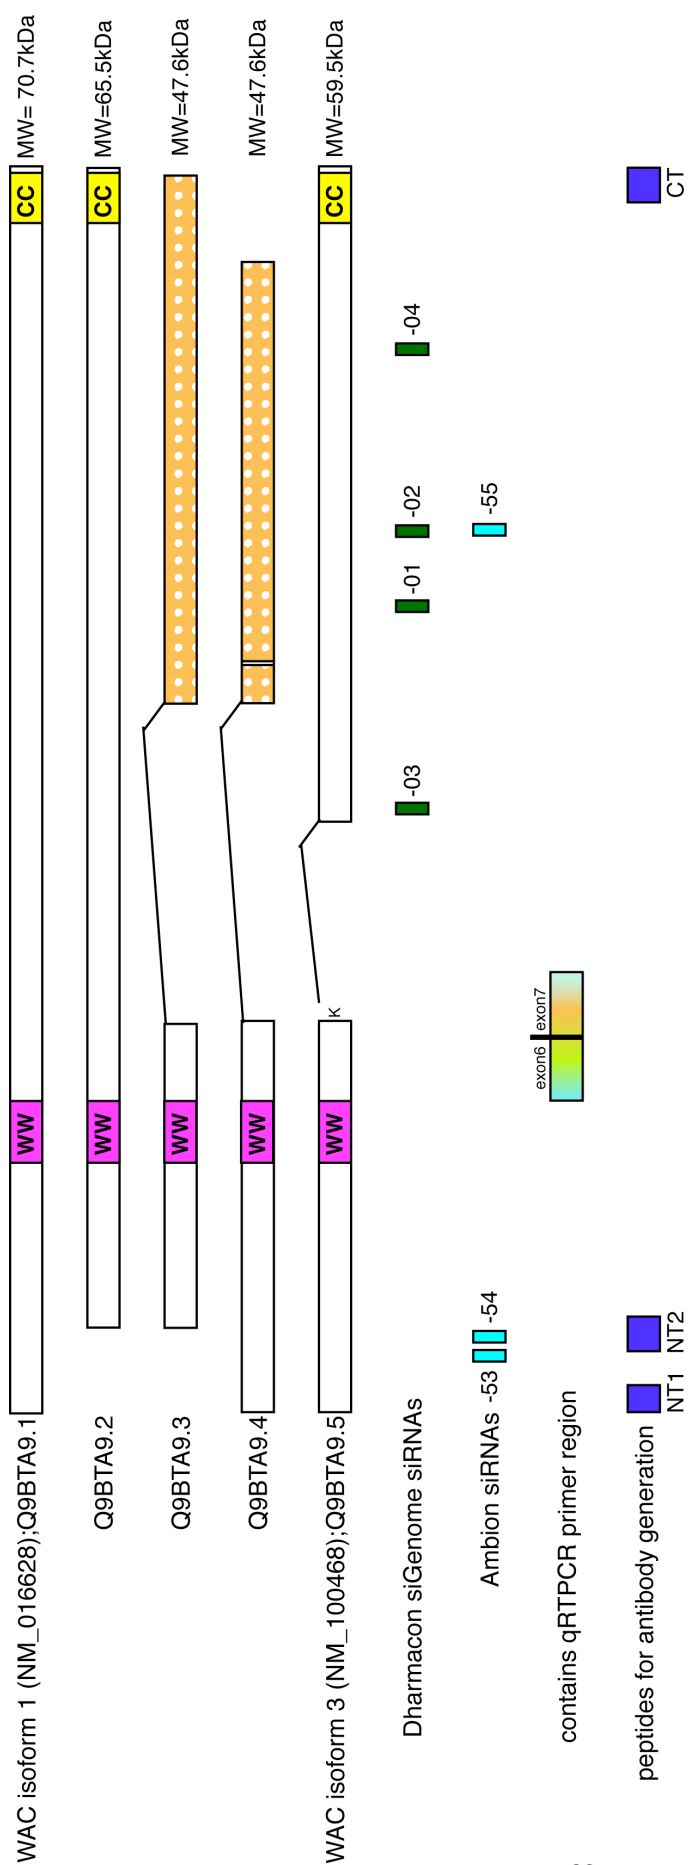 WAC isoform 1 (NM_016628);Q9BTA9.1 WW CC MW= 70.7kDa
Q9BTA9.2 WW CC MW=65.5kDa
Q9BTA9.3 WW MW=47.6kDa
Q9BTA9.4 WW MW=47.6kDa
WAC isoform 3 (NM_100468);Q9BTA9.5 WW K CC MW=59.5kDa
Dharmacon siGenome siRNAs -03 -01 -02 -04
Ambion siRNAs -53 -54 -55
exon6 exon7
contains qRTPCR primer region
peptides for antibody generation
NT1 NT2 CT